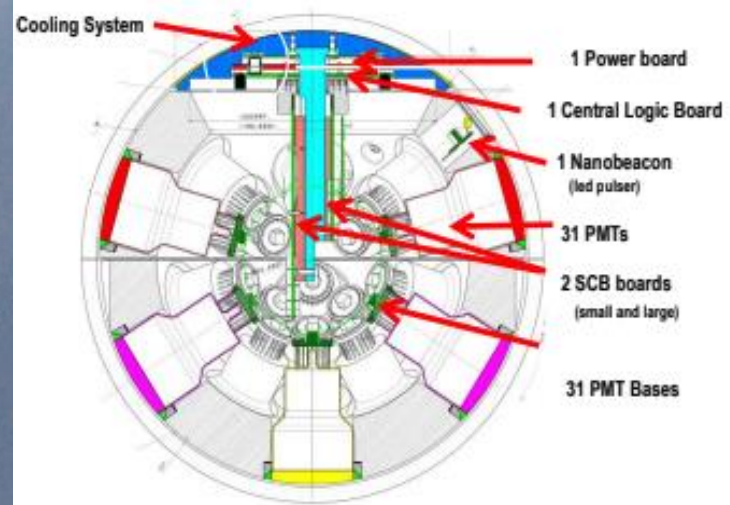 Cooling System
1 Power board
1 Central Logic Board
1 Nanobeacon
(led pulser)
31 PMTs
2 SCB boards
(small and large)
31 PMT Bases